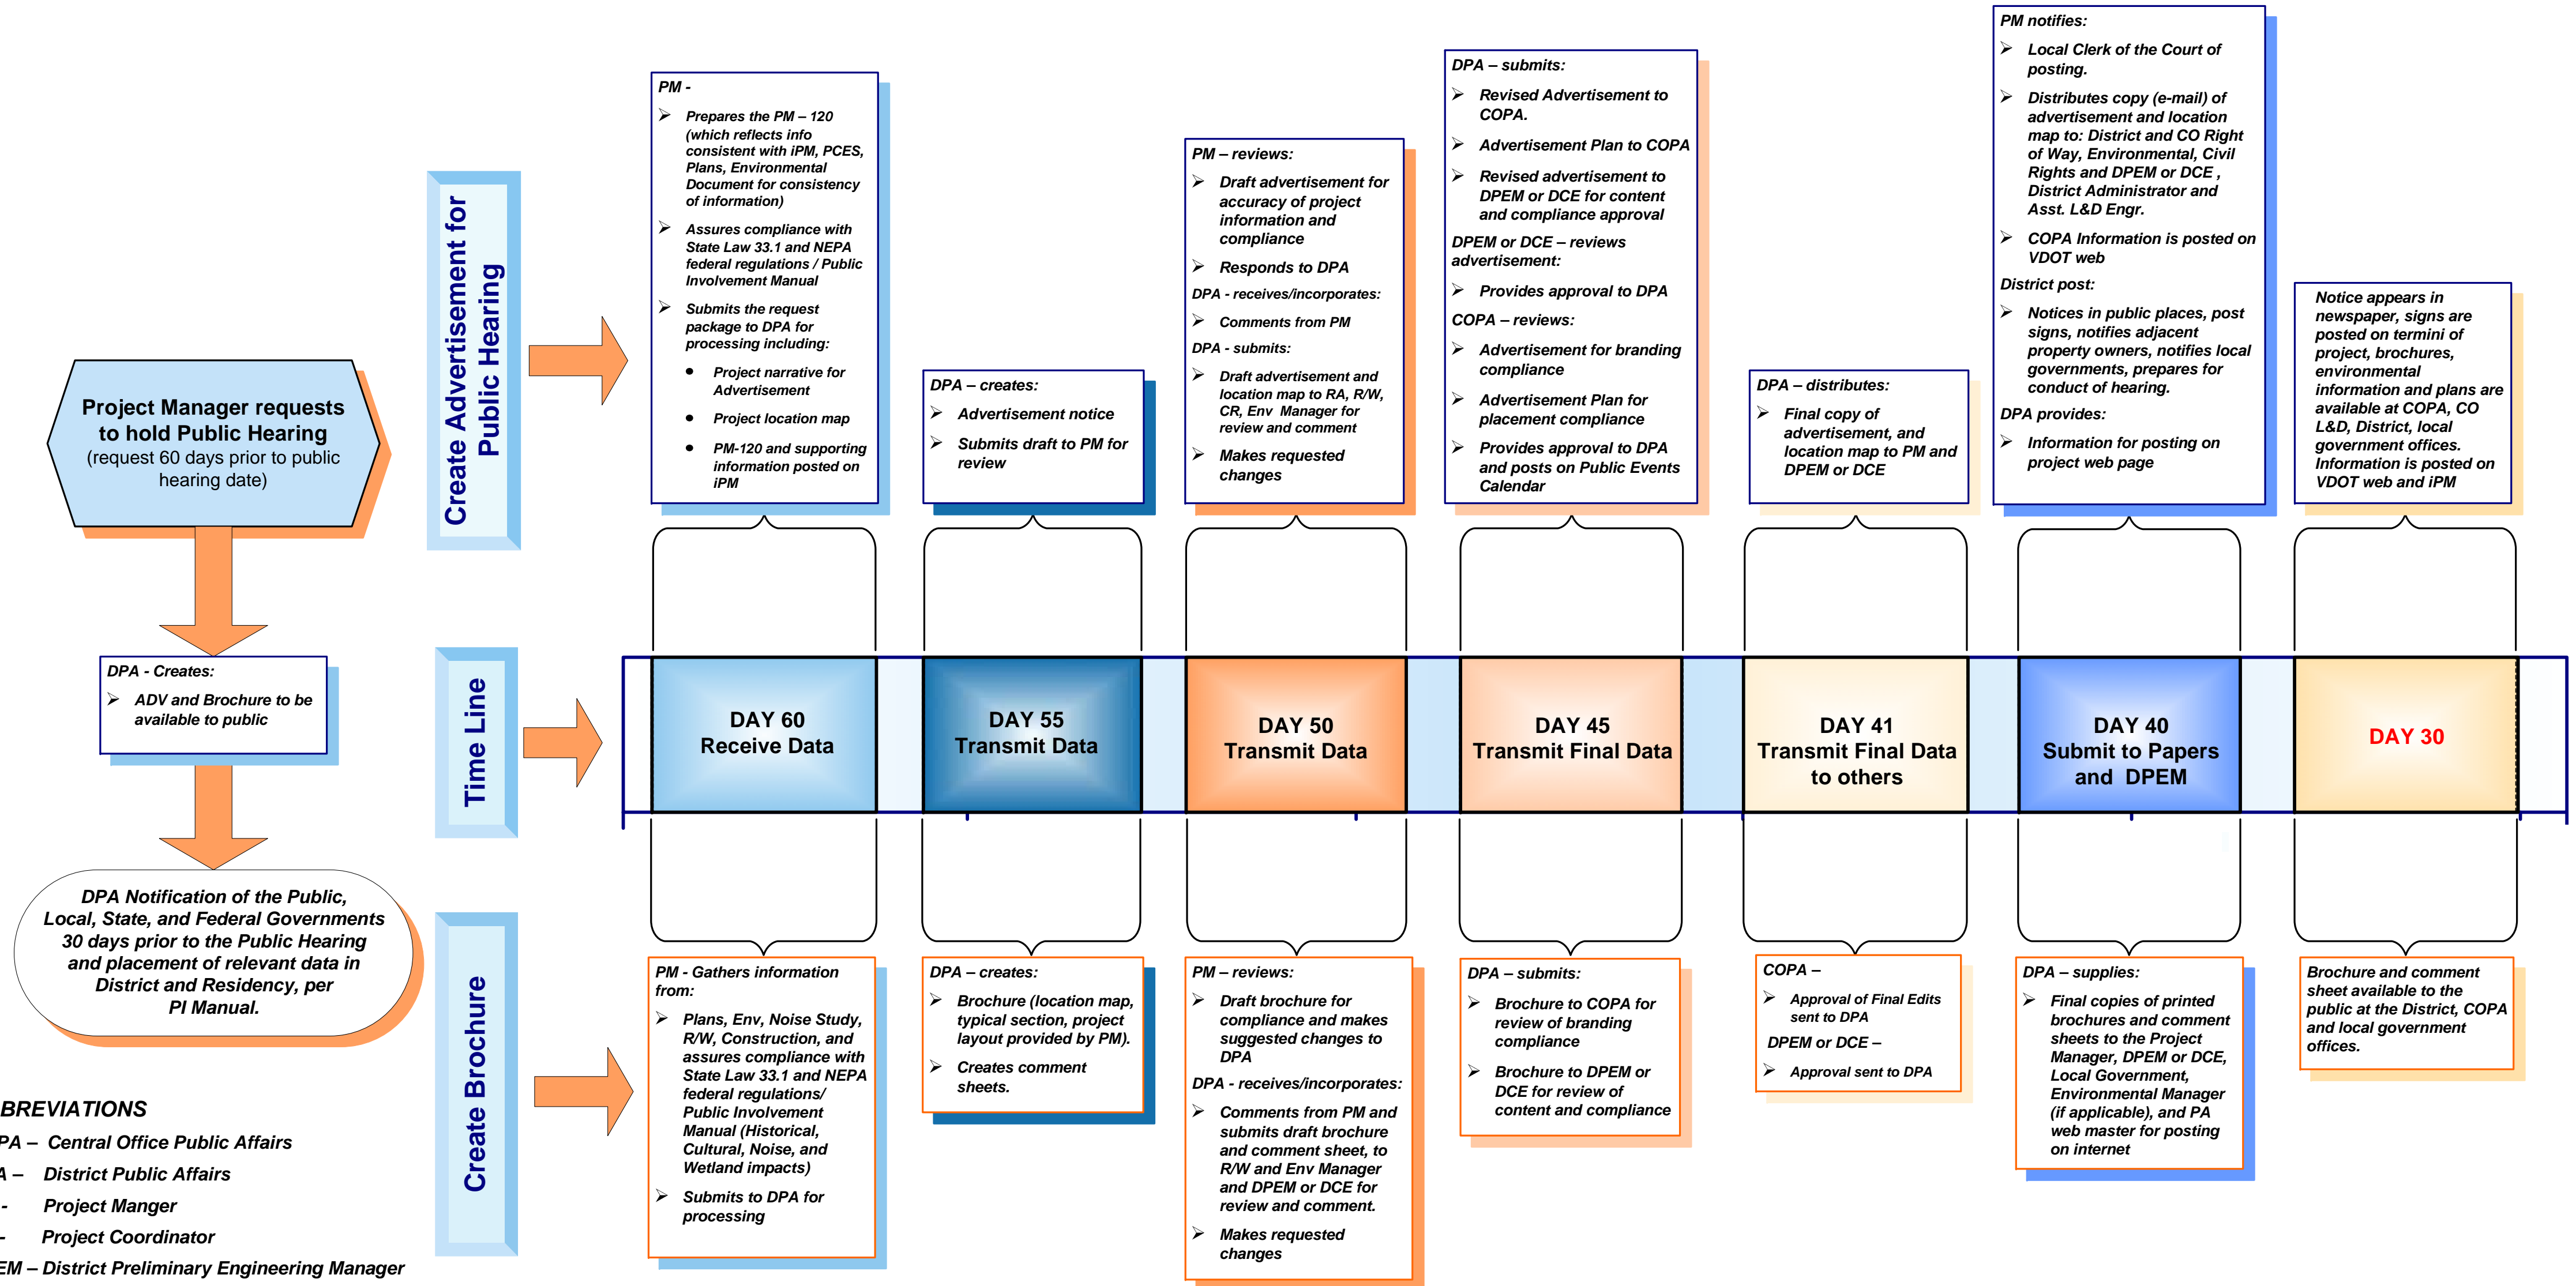 Project Manager requests
to hold Public Hearing
(request 60 days prior to public
hearing date)
DPA - Creates:
➢ ADV and Brochure to be
available to public
DPA Notification of the Public,
Local, State, and Federal Governments
30 days prior to the Public Hearing
and placement of relevant data in
District and Residency, per
PI Manual.
BREVIATIONS
PA – Central Office Public Affairs
A – District Public Affairs
- Project Manger
- Project Coordinator
EM – District Preliminary Engineering Manager
Create Advertisement for
Public Hearing
PM -
➢ Prepares the PM – 120
(which reflects info
consistent with iPM, PCES,
Plans, Environmental
Document for consistency
of information)
➢ Assures compliance with
State Law 33.1 and NEPA
federal regulations / Public
Involvement Manual
➢ Submits the request
package to DPA for
processing including:
• Project narrative for
Advertisement
• Project location map
• PM-120 and supporting
information posted on
iPM
DPA – creates:
➢ Advertisement notice
➢ Submits draft to PM for
review
PM – reviews:
➢ Draft advertisement for
accuracy of project
information and
compliance
➢ Responds to DPA
DPA - receives/incorporates:
➢ Comments from PM
DPA - submits:
➢ Draft advertisement and
location map to RA, R/W,
CR, Env Manager for
review and comment
➢ Makes requested
changes
DPA – submits:
➢ Revised Advertisement to
COPA.
➢ Advertisement Plan to COPA
➢ Revised advertisement to
DPEM or DCE for content
and compliance approval
DPEM or DCE – reviews
advertisement:
➢ Provides approval to DPA
COPA – reviews:
➢ Advertisement for branding
compliance
➢ Advertisement Plan for
placement compliance
➢ Provides approval to DPA
and posts on Public Events
Calendar
DPA – distributes:
➢ Final copy of
advertisement, and
location map to PM and
DPEM or DCE
PM notifies:
➢ Local Clerk of the Court of
posting.
➢ Distributes copy (e-mail) of
advertisement and location
map to: District and CO Right
of Way, Environmental, Civil
Rights and DPEM or DCE ,
District Administrator and
Asst. L&D Engr.
➢ COPA Information is posted on
VDOT web
District post:
➢ Notices in public places, post
signs, notifies adjacent
property owners, notifies local
governments, prepares for
conduct of hearing.
DPA provides:
➢ Information for posting on
project web page
Notice appears in
newspaper, signs are
posted on termini of
project, brochures,
environmental
information and plans are
available at COPA, CO
L&D, District, local
government offices.
Information is posted on
VDOT web and iPM
Time Line
DAY 60
Receive Data
DAY 55
Transmit Data
DAY 50
Transmit Data
DAY 45
Transmit Final Data
DAY 41
Transmit Final Data
to others
DAY 40
Submit to Papers
and DPEM
DAY 30
Create Brochure
PM - Gathers information
from:
➢ Plans, Env, Noise Study,
R/W, Construction, and
assures compliance with
State Law 33.1 and NEPA
federal regulations/
Public Involvement
Manual (Historical,
Cultural, Noise, and
Wetland impacts)
➢ Submits to DPA for
processing
DPA – creates:
➢ Brochure (location map,
typical section, project
layout provided by PM).
➢ Creates comment
sheets.
PM – reviews:
➢ Draft brochure for
compliance and makes
suggested changes to
DPA
DPA - receives/incorporates:
➢ Comments from PM and
submits draft brochure
and comment sheet, to
R/W and Env Manager
and DPEM or DCE for
review and comment.
➢ Makes requested
changes
DPA – submits:
➢ Brochure to COPA for
review of branding
compliance
➢ Brochure to DPEM or
DCE for review of
content and compliance
COPA –
➢ Approval of Final Edits
sent to DPA
DPEM or DCE –
➢ Approval sent to DPA
DPA – supplies:
➢ Final copies of printed
brochures and comment
sheets to the Project
Manager, DPEM or DCE,
Local Government,
Environmental Manager
(if applicable), and PA
web master for posting
on internet
Brochure and comment
sheet available to the
public at the District, COPA
and local government
offices.